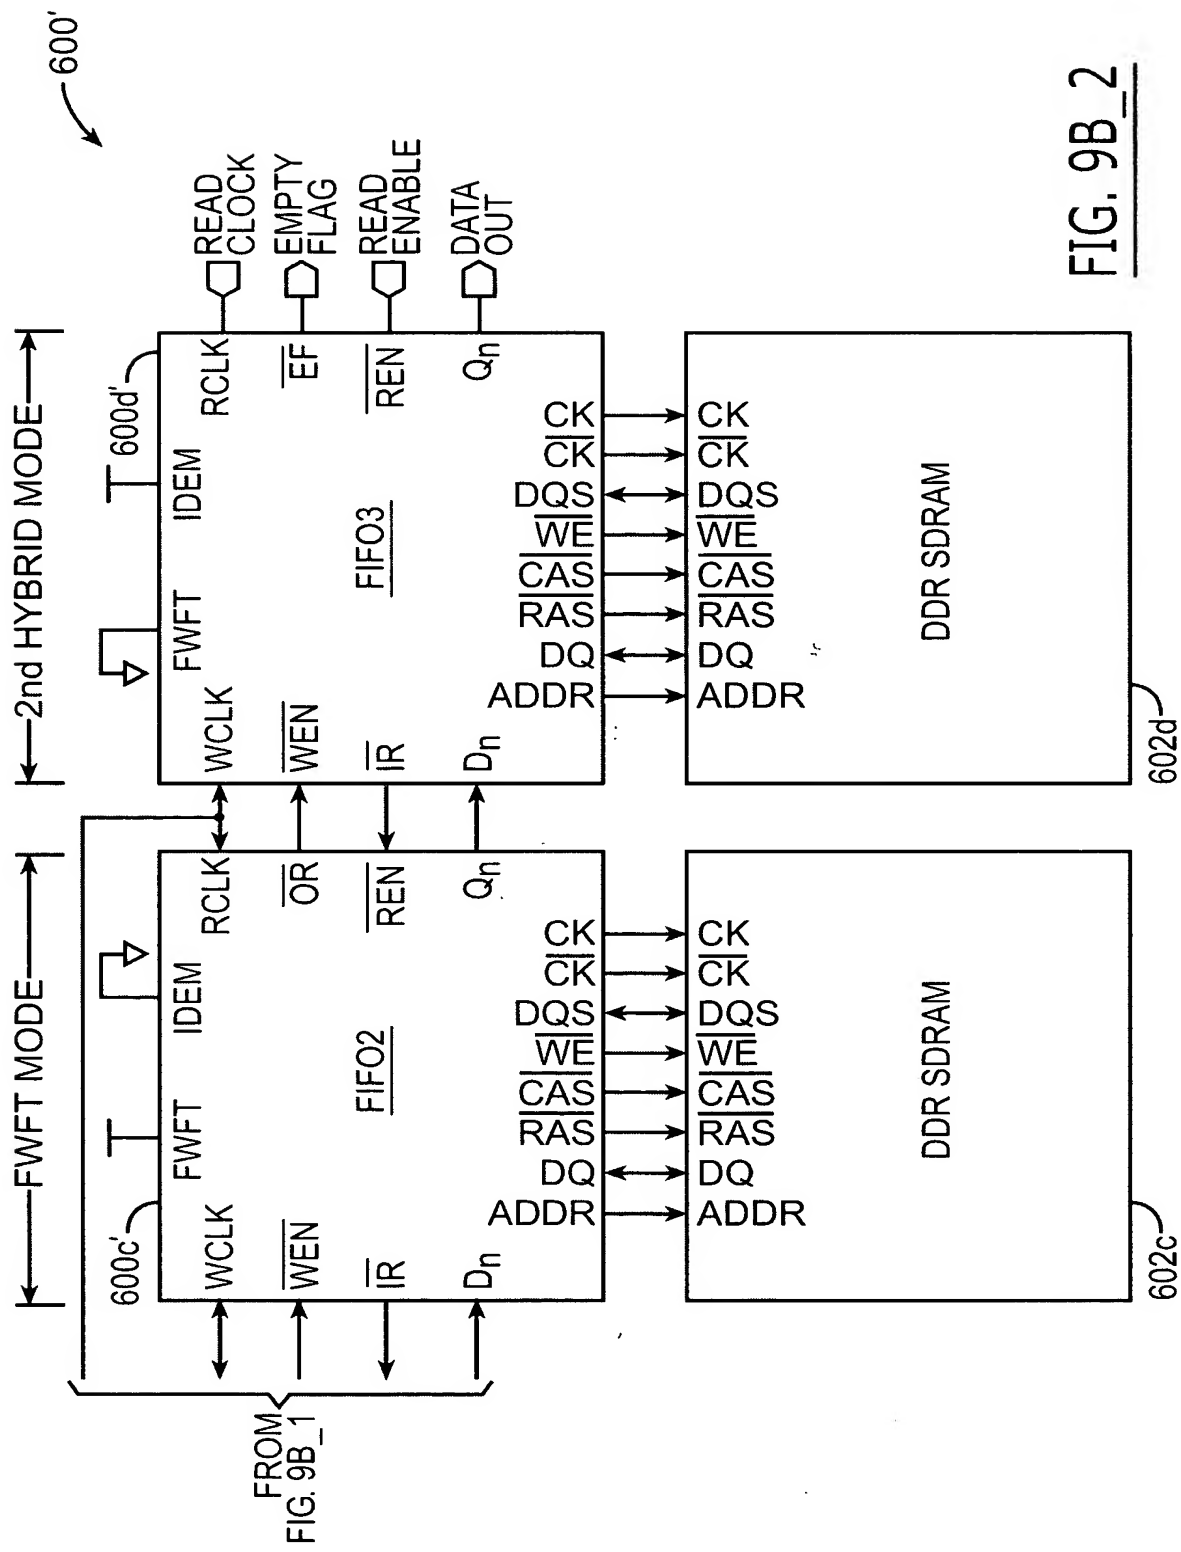 600'
FWFT MODE
2nd HYBRID MODE
600c'
FWFT
IDEM
FWFT
IDEM
600d'
WCLK
RCLK
WCLK
RCLK
READ
CLOCK
WEN
OR
WEN
EF
EMPTY
FLAG
FIFO2
FIFO3
IR
REN
IR
REN
READ
ENABLE
Dn
Qn
Dn
Qn
DATA
OUT
FROM
FIG. 9B_1
ADDR
DQ
RAS
CAS
WE
DQS
CK
CK
ADDR
DQ
RAS
CAS
WE
DQS
CK
CK
ADDR
DQ
RAS
CAS
WE
DQS
CK
CK
ADDR
DQ
RAS
CAS
WE
DQS
CK
CK
DDR SDRAM
DDR SDRAM
602c
602d
FIG. 9B_2